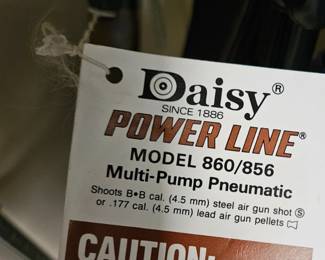 Daisy®
SINCE 1886
POWER LINE®
MODEL 860/856
Multi-Pump Pneumatic
Shoots B•B cal. (4.5 mm) steel air gun shot Ⓢ
or .177 cal. (4.5 mm) lead air gun pellets
CAUTION: